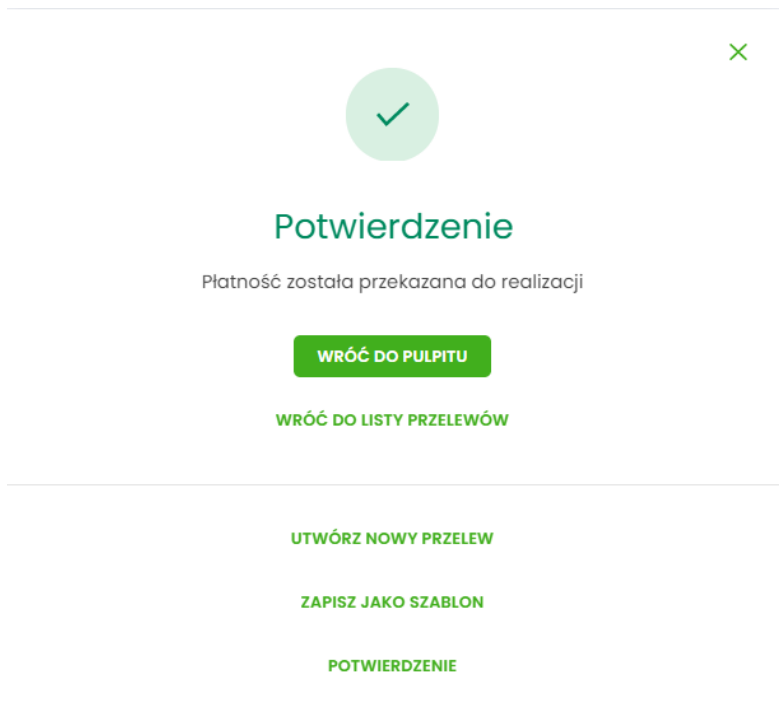 Potwierdzenie
Płatność została przekazana do realizacji
WRÓĆ DO PULPITU
WRÓĆ DO LISTY PRZELEWÓW
UTWÓRZ NOWY PRZELEW
ZAPISZ JAKO SZABLON
POTWIERDZENIE